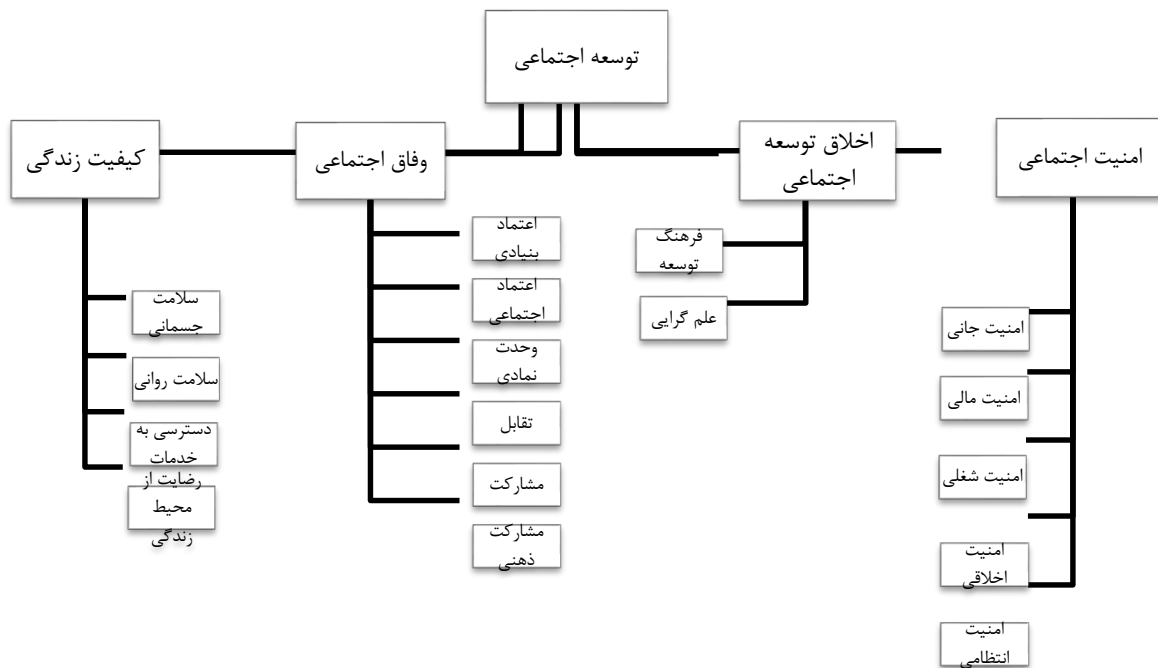 توسعه اجتماعی
امنیت اجتماعی
اخلاق توسعه
اجتماعی
وفاق اجتماعی
کیفیت زندگی
امنیت جانی
امنیت مالی
امنیت شغلی
امنیت
اخلاقی
امنیت
انتظامی
فرهنگ
توسعه
علم گرایی
اعتماد
بنیادی
اعتماد
اجتماعی
وحدت
نمادی
تقابل
مشارکت
مشارکت
ذهنی
سلامت
جسمانی
سلامت روانی
دسترسی به
خدمات
رضایت از
محیط
زندگی